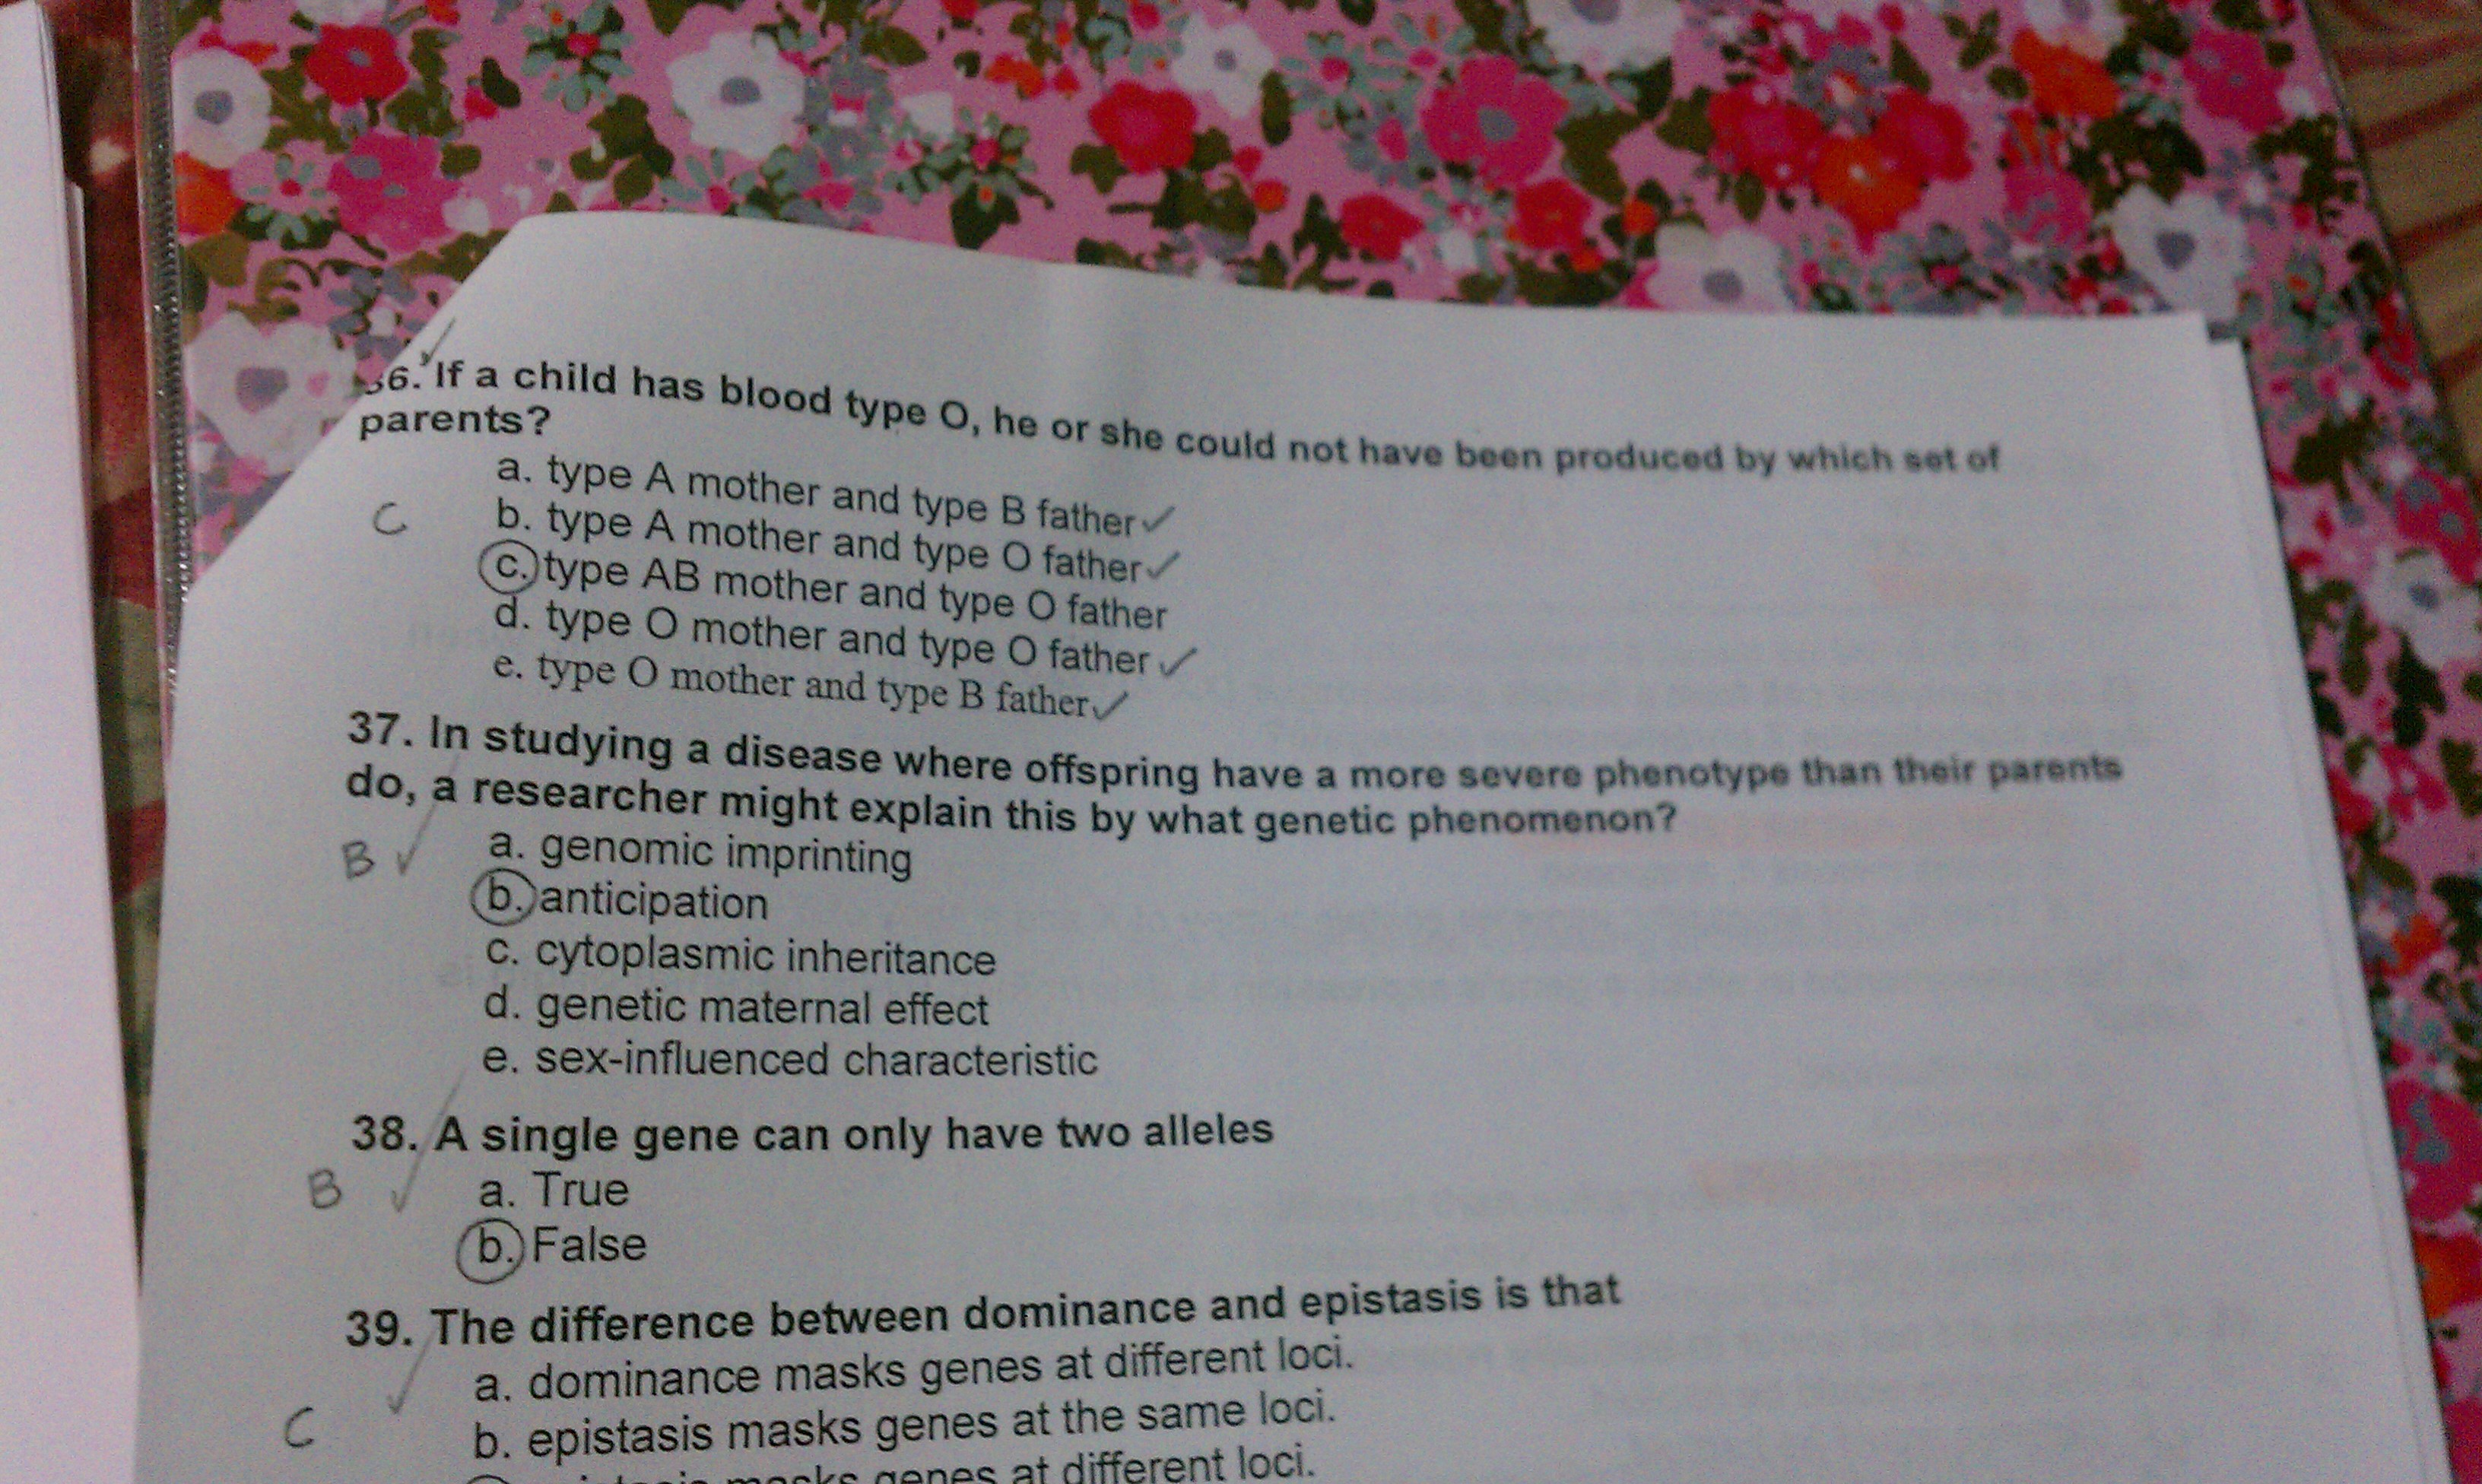 36. If a child has blood type O, he or she could not have been produced by which set of
parents?
a. type A mother and type B father
C
b. type A mother and type O father
c. type AB mother and type O father
d. type O mother and type O father
e. type O mother and type B father
37. In studying a disease where offspring have a more severe phenotype than their parents
do, a researcher might explain this by what genetic phenomenon?
B
a. genomic imprinting
b. anticipation
c. cytoplasmic inheritance
d. genetic maternal effect
e. sex-influenced characteristic
38. A single gene can only have two alleles
B
a. True
b. False
39. The difference between dominance and epistasis is that
a. dominance masks genes at different loci.
C
b. epistasis masks genes at the same loci.
masks genes at different loci.